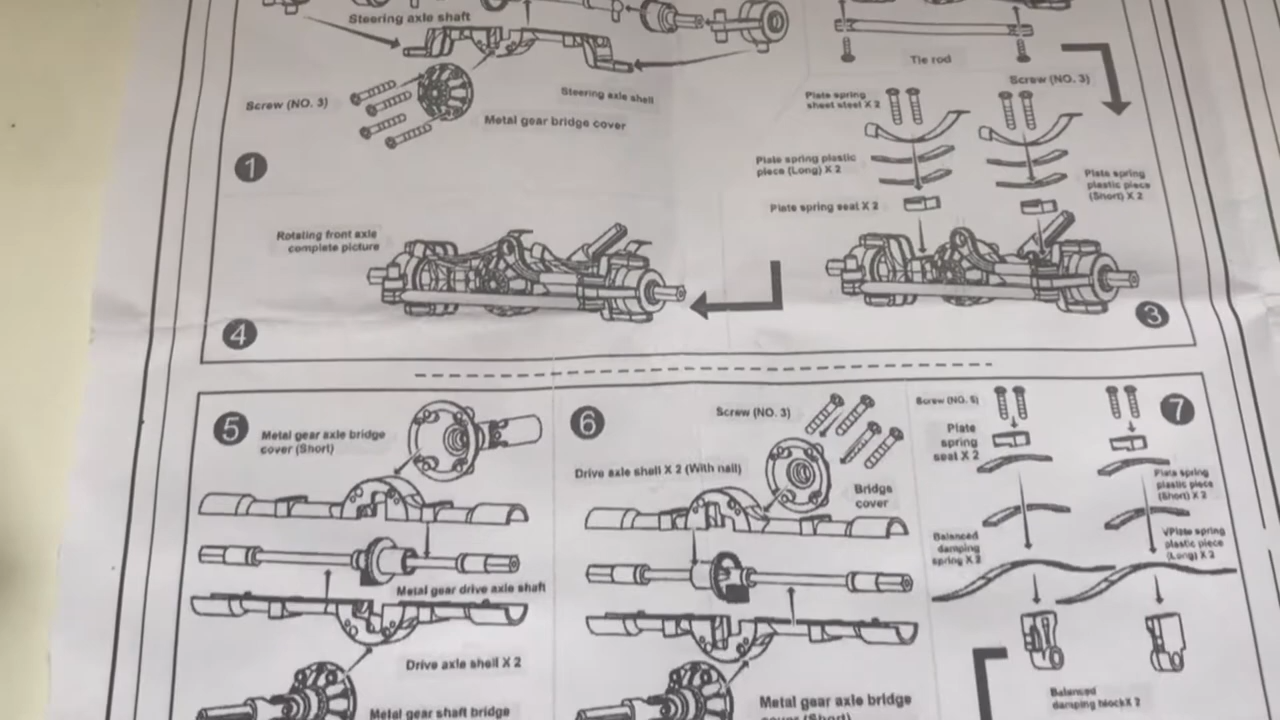 Steering axle shaft
Screw (NO. 3)
Steering axle shell
Metal gear bridge cover
1
Tie rod
Screw (NO. 3)
Plate spring
sheet steel X 2
Plate spring plastic
piece (Long) X 2
Plate spring
plastic piece
(Short) X 2
Plate spring seat X 2
3
Rotating front axle
complete picture
4
5
Metal gear axle bridge
cover (Short)
Metal gear drive axle shaft
Drive axle shell X 2
Metal gear shaft bridge
6
Screw (NO. 3)
Drive axle shell X 2 (With nail)
Bridge
cover
Metal gear axle bridge
cover (Short)
7
Screw (NO. 5)
Plate
spring
seat X 2
Plate spring
plastic piece
(Short) X 2
Balanced
damping
spring X 2
VPlate spring
plastic piece
(Long) X 2
Balanced
damping block X 2